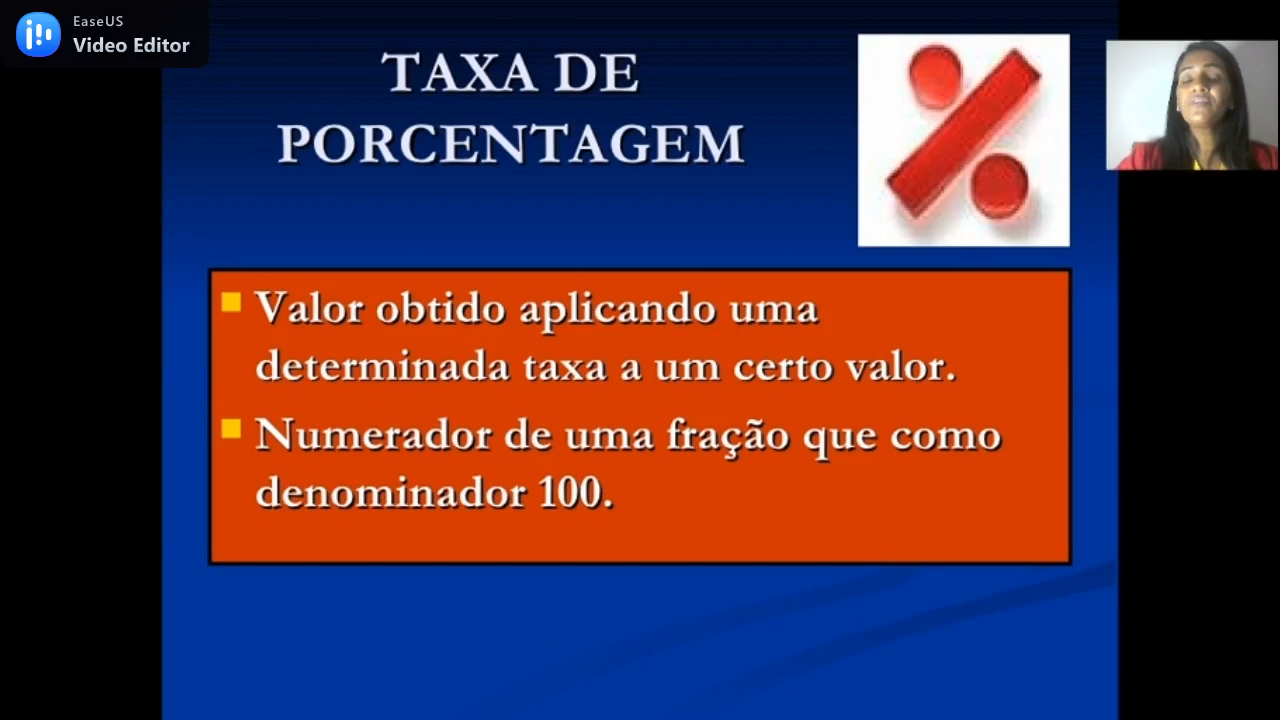 EaseUS
Video Editor
TAXA DE
PORCENTAGEM
%
Valor obtido aplicando uma
determinada taxa a um certo valor.
Numerador de uma fração que como
denominador 100.